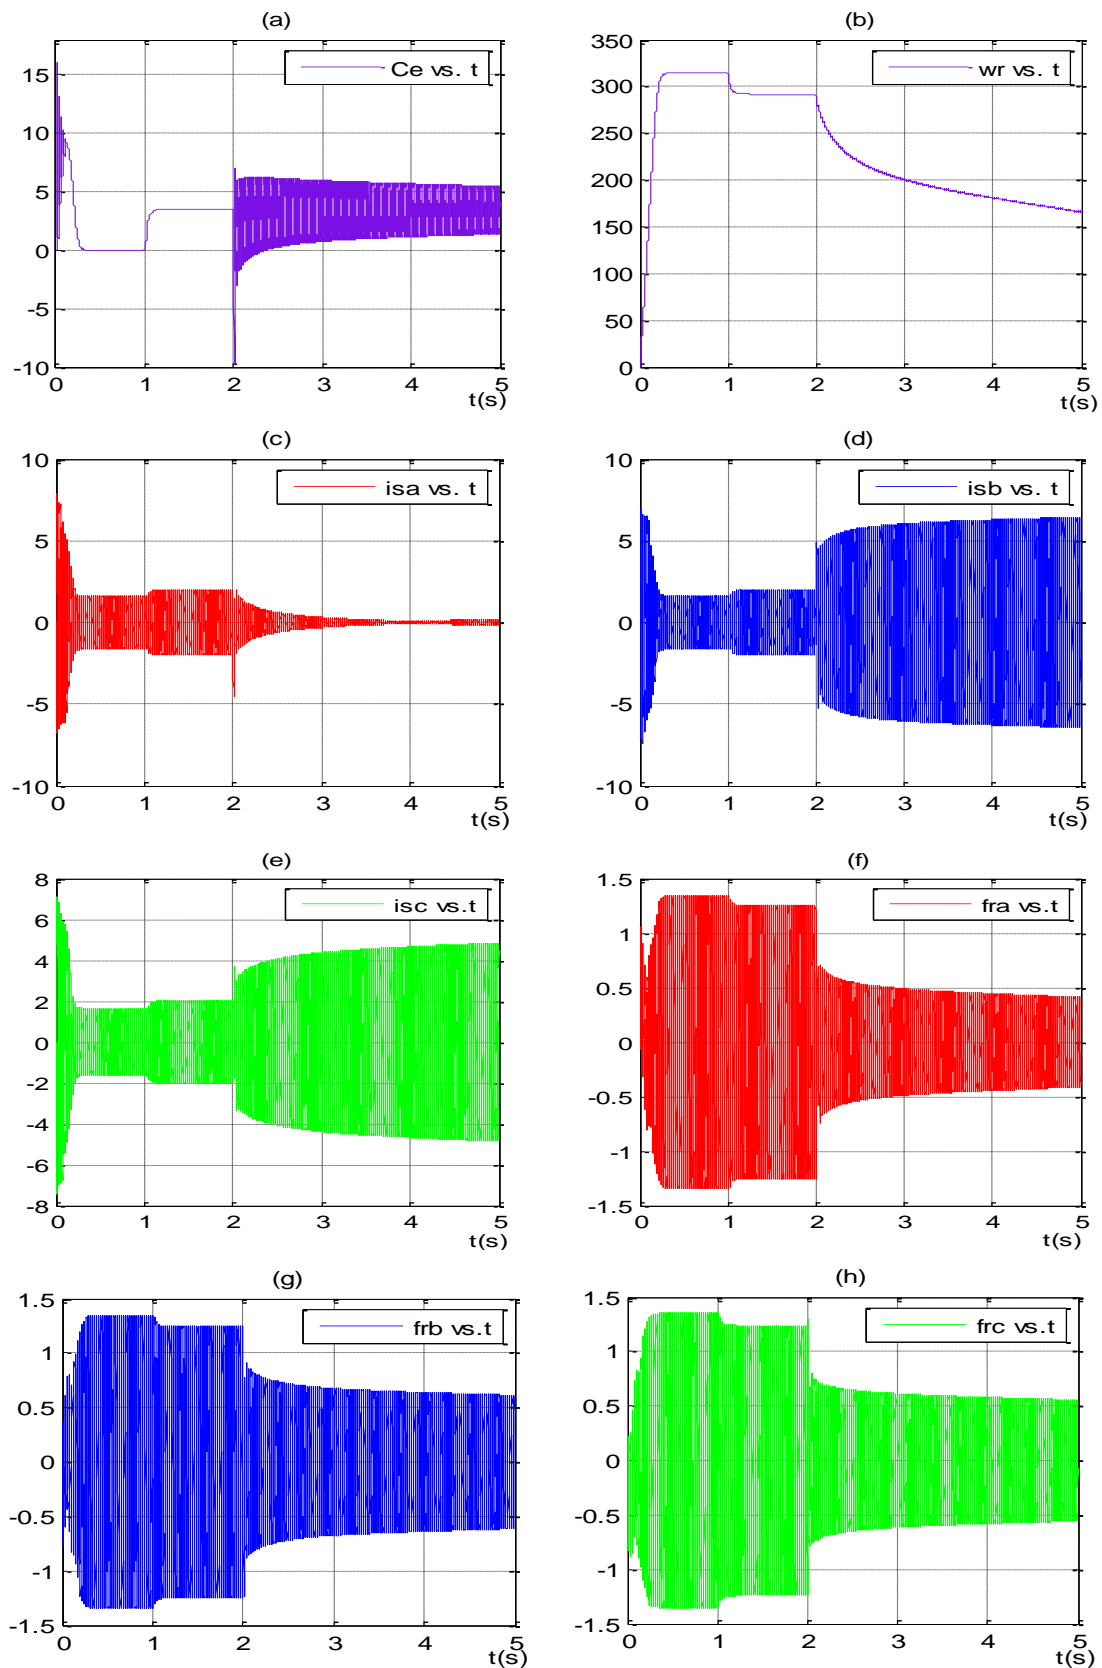 (a)
15
10
5
0
-5
-10
Ce vs. t
0 1 2 3 4 5
t(s)
(b)
350
300
250
200
150
100
50
0
wr vs. t
0 1 2 3 4 5
t(s)
(c)
10
5
0
-5
-10
isa vs. t
0 1 2 3 4 5
t(s)
(d)
10
5
0
-5
-10
isb vs. t
0 1 2 3 4 5
t(s)
(e)
8
6
4
2
0
-2
-4
-6
-8
isc vs.t
0 1 2 3 4 5
t(s)
(f)
1.5
1
0.5
0
-0.5
-1
-1.5
fra vs.t
0 1 2 3 4 5
t(s)
(g)
1.5
1
0.5
0
-0.5
-1
-1.5
frb vs.t
0 1 2 3 4 5
t(s)
(h)
1.5
1
0.5
0
-0.5
-1
-1.5
frc vs.t
0 1 2 3 4 5
t(s)